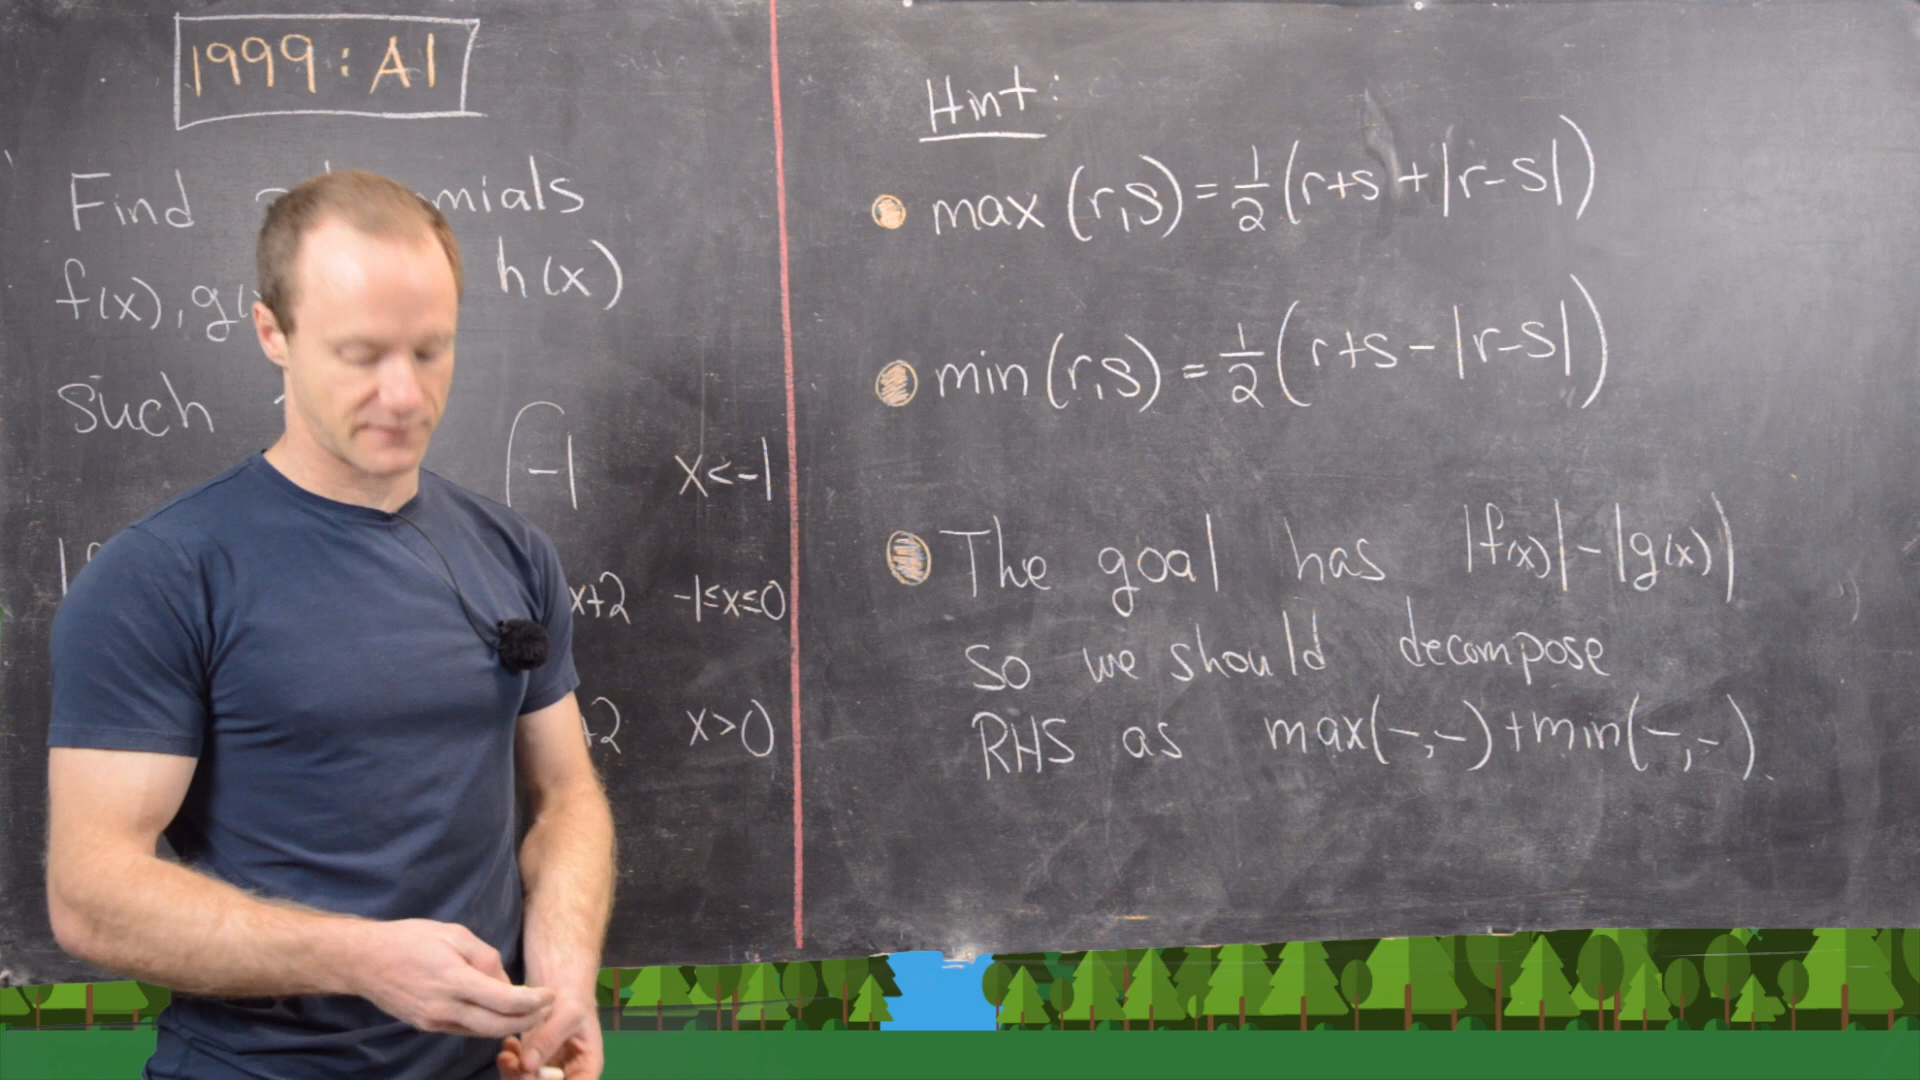 1999: A1
Find
f(x), g(x h(x)
Such
-1 x<-1
x+2 -1≤x≤0
+2 x>0
Hint:
max (r,s) = 1/2 (r+s + |r-s|)
min (r,s) = 1/2 (r+s - |r-s|)
The goal has |f(x)| - |g(x)|
so we should decompose
RHS as max(-,-) + min(-,-).